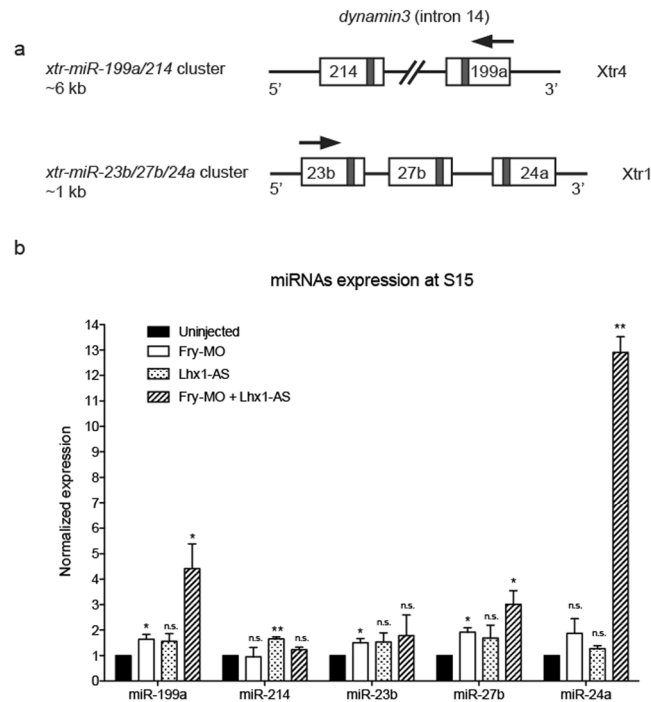 dynamin3 (intron 14)
a
xtr-miR-199a/214 cluster
~6 kb
214
199a
5’
3’
Xtr4
xtr-miR-23b/27b/24a cluster
~1 kb
23b
27b
24a
5’
3’
Xtr1
b
miRNAs expression at S15
Uninjected
Fry-MO
Lhx1-AS
Fry-MO + Lhx1-AS
Normalized expression
14
13
12
11
10
9
8
7
6
5
4
3
2
1
0
* n.s. *
n.s. ** n.s.
* n.s. n.s.
* n.s. *
n.s. n.s. **
miR-199a miR-214 miR-23b miR-27b miR-24a